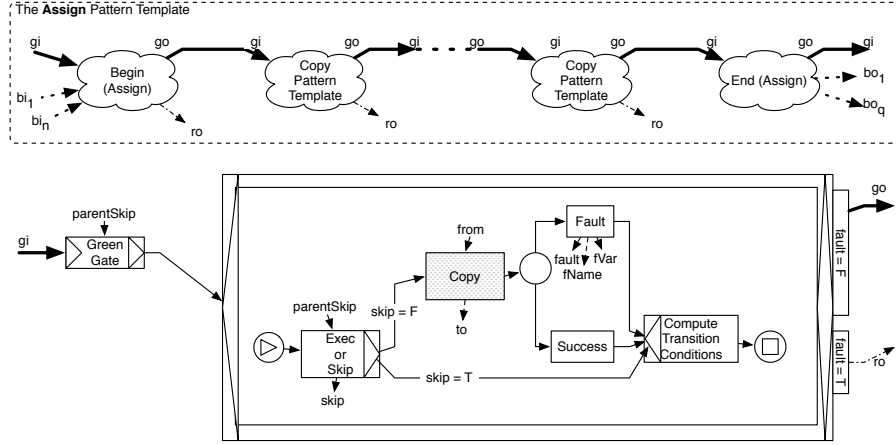 The Assign Pattern Template
gi
go
gi
go
gi
go
gi
go
gi
go
gi
Begin
(Assign)
Copy
Pattern
Template
Copy
Pattern
Template
End (Assign)
bi1
bin
bo1
boq
ro
ro
ro
gi
parentSkip
Green
Gate
parentSkip
Exec
or
Skip
skip
skip = F
skip = T
from
Copy
to
Fault
fault
fName
fVar
Success
Compute
Transition
Conditions
fault = F
go
fault = T
ro